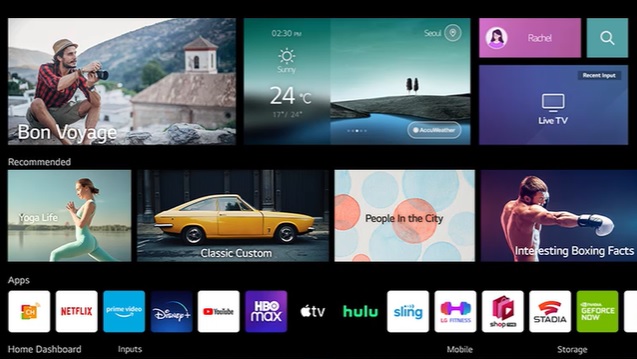 Bon Voyage
02:30 PM
Seoul
Sunny
24 °C
17° / 24°
AccuWeather
Rachel
Recent Input
Live TV
Recommended
Yoga Life
Classic Custom
People In the City
Interesting Boxing Facts
Apps
CH
NETFLIX
prime video
Disney+
YouTube
HBO
max
tv
hulu
sling
LG FITNESS
shop
STADIA
GEFORCE
NOW
Home Dashboard
Inputs
Mobile
Storage